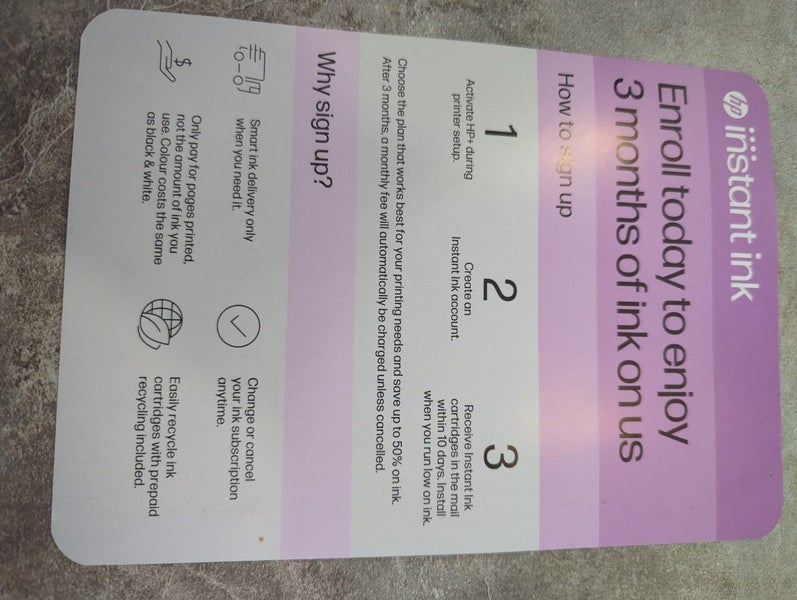 hp instant ink
Enroll today to enjoy
3 months of ink on us
How to sign up
1
Activate HP+ during
printer setup.
2
Create an
Instant Ink account.
3
Receive Instant Ink
cartridges in the mail
within 10 days. Install
when you run low on ink.
Choose the plan that works best for your printing needs and save up to 50% on ink.
After 3 months, a monthly fee will automatically be charged unless cancelled.
Why sign up?
Smart ink delivery only
when you need it.
Change or cancel
your ink subscription
anytime.
$
Only pay for pages printed,
not the amount of ink you
use. Colour costs the same
as black & white.
Easily recycle ink
cartridges with prepaid
recycling included.